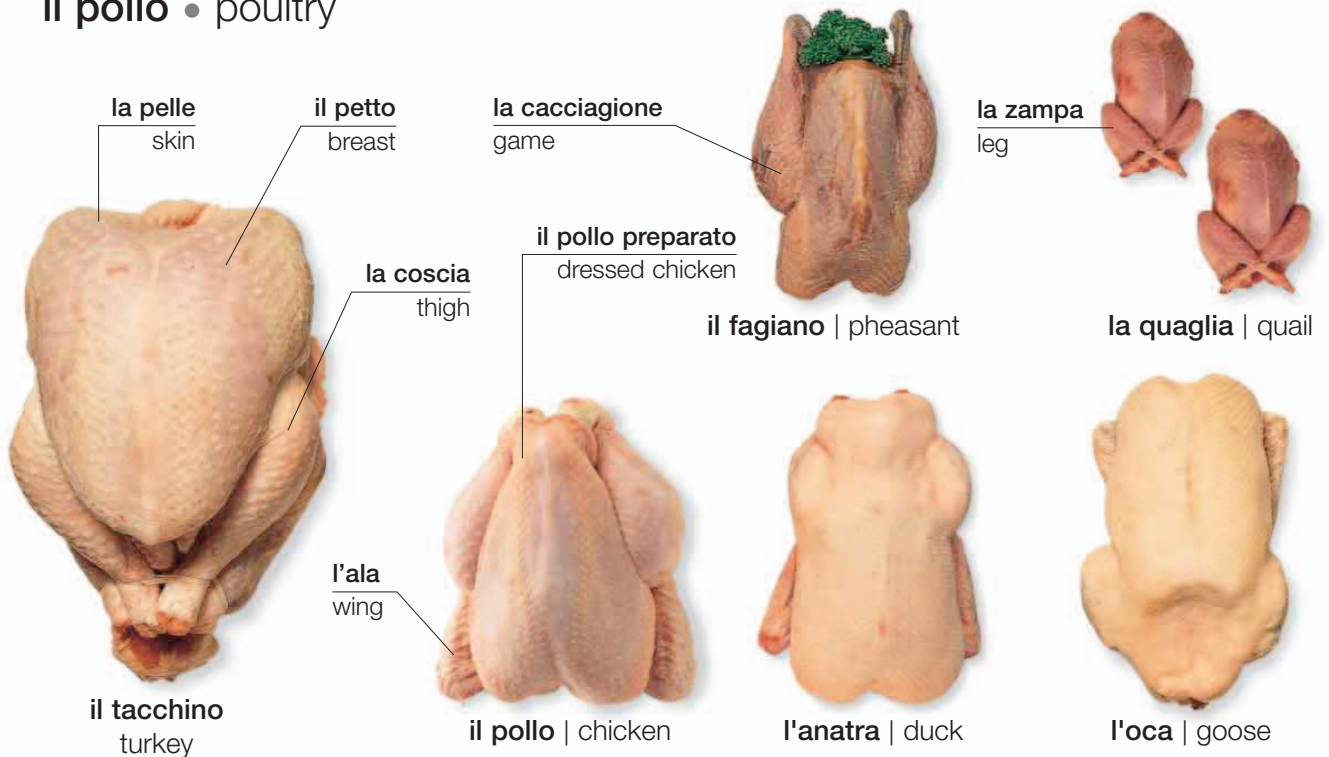 il pollo • poultry
la pelle
skin
il petto
breast
la cacciagione
game
la zampa
leg
il pollo preparato
dressed chicken
la coscia
thigh
il fagiano | pheasant
la quaglia | quail
l'ala
wing
il tacchino
turkey
il pollo | chicken
l'anatra | duck
l'oca | goose